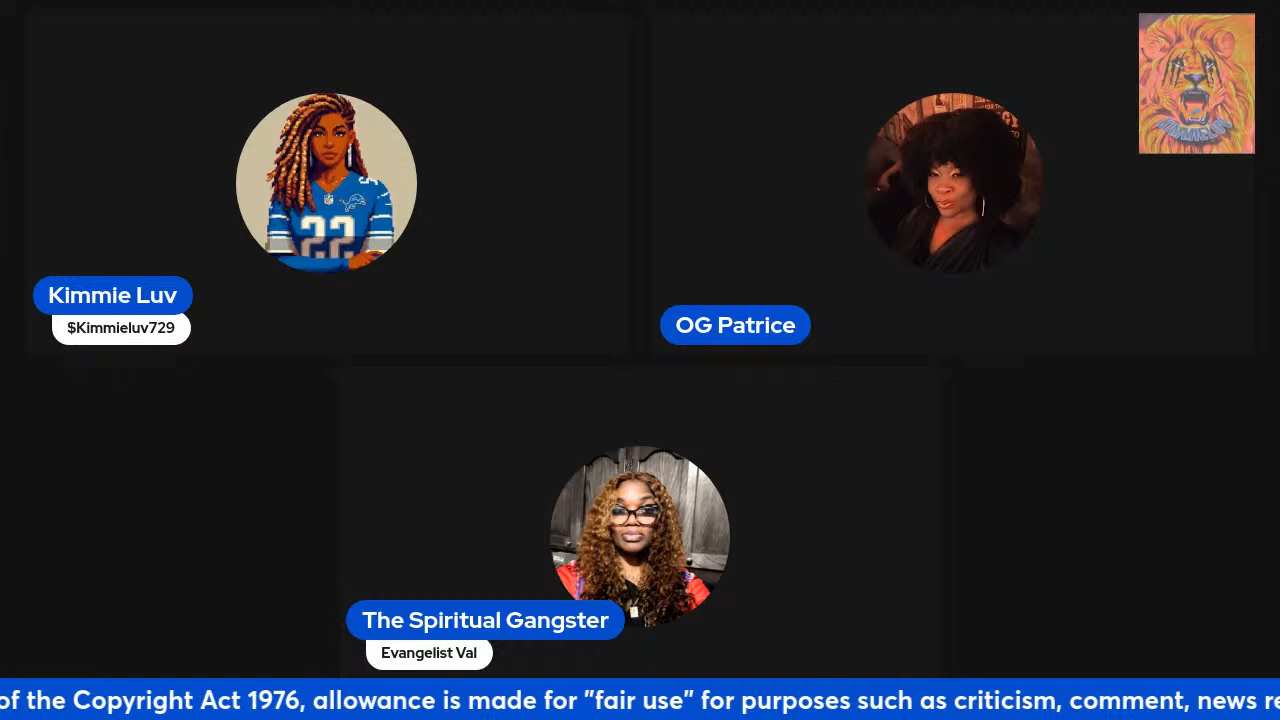 22
Kimmie Luv
$Kimmieluv729
OG Patrice
The Spiritual Gangster
Evangelist Val
of the Copyright Act 1976, allowance is made for "fair use" for purposes such as criticism, comment, news re